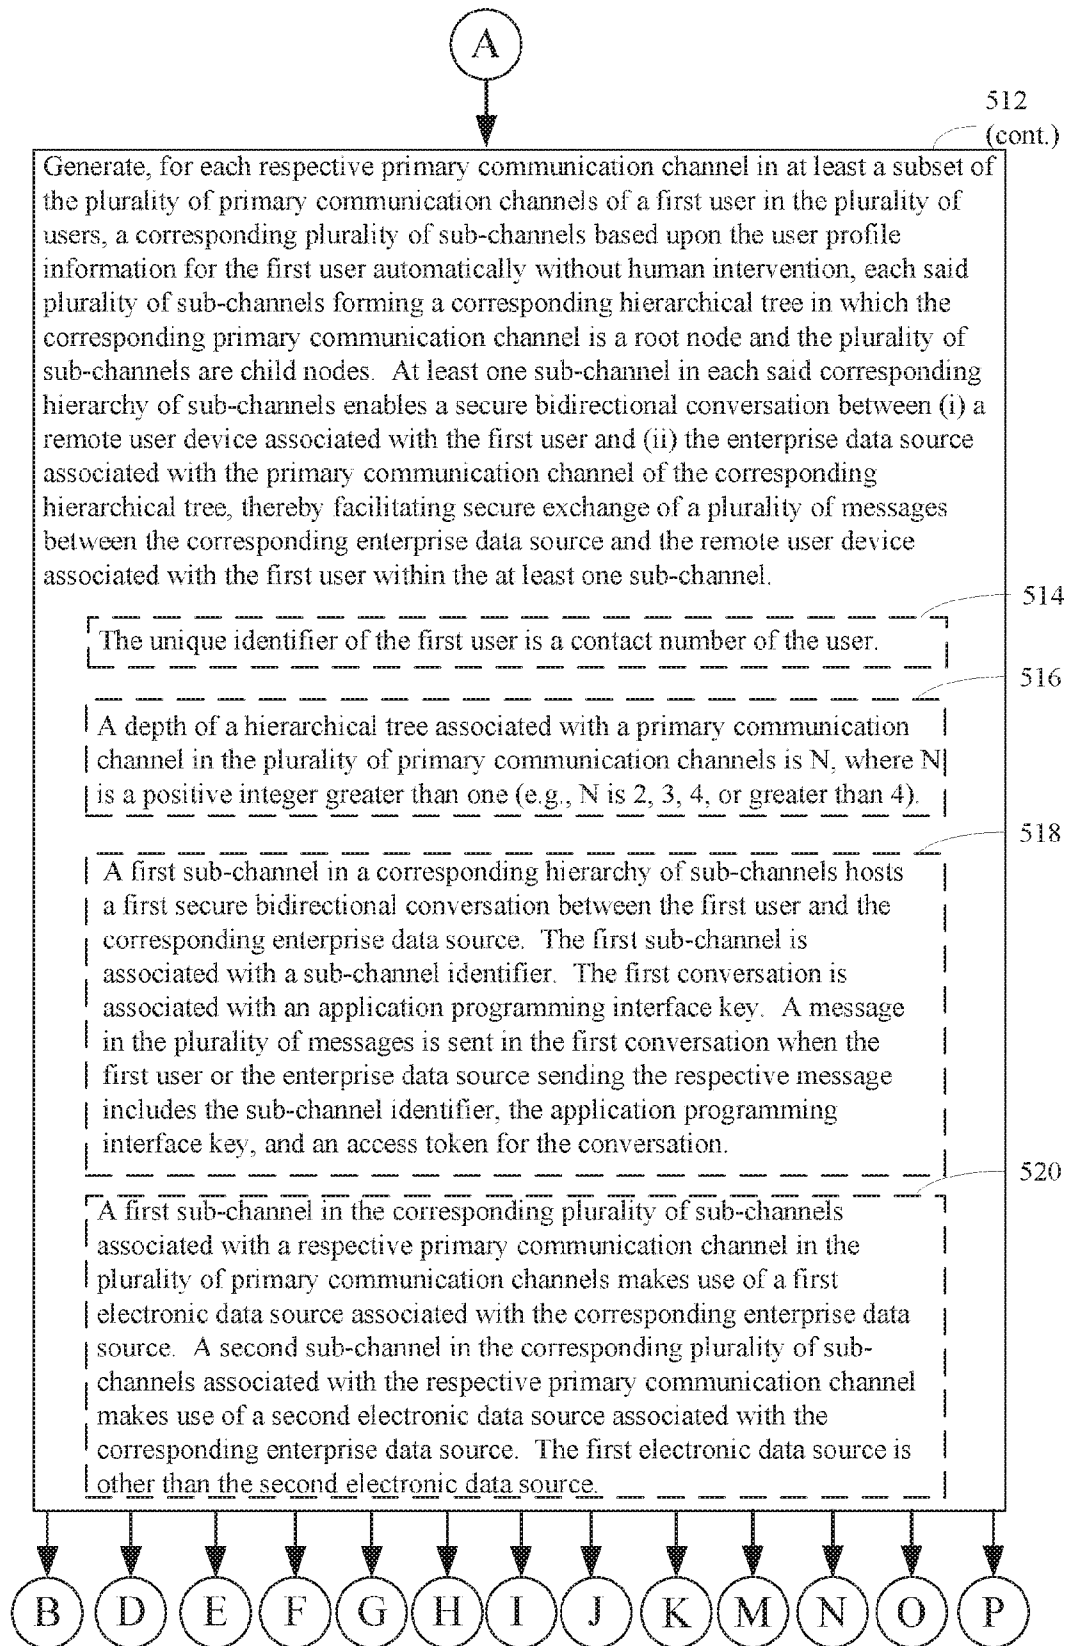 A
512
(cont.)
Generate, for each respective primary communication channel in at least a subset of
the plurality of primary communication channels of a first user in the plurality of
users, a corresponding plurality of sub-channels based upon the user profile
information for the first user automatically without human intervention, each said
plurality of sub-channels forming a corresponding hierarchical tree in which the
corresponding primary communication channel is a root node and the plurality of
sub-channels are child nodes. At least one sub-channel in each said corresponding
hierarchy of sub-channels enables a secure bidirectional conversation between (i) a
remote user device associated with the first user and (ii) the enterprise data source
associated with the primary communication channel of the corresponding
hierarchical tree, thereby facilitating secure exchange of a plurality of messages
between the corresponding enterprise data source and the remote user device
associated with the first user within the at least one sub-channel.
514
The unique identifier of the first user is a contact number of the user.
516
A depth of a hierarchical tree associated with a primary communication
channel in the plurality of primary communication channels is N, where N
is a positive integer greater than one (e.g., N is 2, 3, 4, or greater than 4).
518
A first sub-channel in a corresponding hierarchy of sub-channels hosts
a first secure bidirectional conversation between the first user and the
corresponding enterprise data source. The first sub-channel is
associated with a sub-channel identifier. The first conversation is
associated with an application programming interface key. A message
in the plurality of messages is sent in the first conversation when the
first user or the enterprise data source sending the respective message
includes the sub-channel identifier, the application programming
interface key, and an access token for the conversation.
520
A first sub-channel in the corresponding plurality of sub-channels
associated with a respective primary communication channel in the
plurality of primary communication channels makes use of a first
electronic data source associated with the corresponding enterprise data
source. A second sub-channel in the corresponding plurality of sub-
channels associated with the respective primary communication channel
makes use of a second electronic data source associated with the
corresponding enterprise data source. The first electronic data source is
other than the second electronic data source.
B D E F G H I J K M N O P